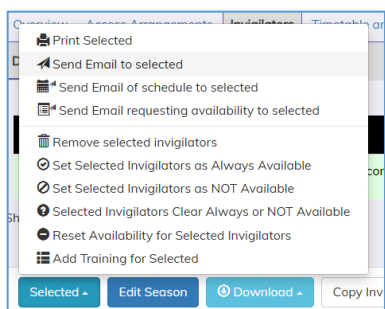 Overview Access Arrangements Invigilators Timetable
Print Selected
Send Email to selected
Send Email of schedule to selected
Send Email requesting availability to selected
Remove selected invigilators
Set Selected Invigilators as Always Available
Set Selected Invigilators as NOT Available
Selected Invigilators Clear Always or NOT Available
Reset Availability for Selected Invigilators
Add Training for Selected
Selected Edit Season Download Copy Inv